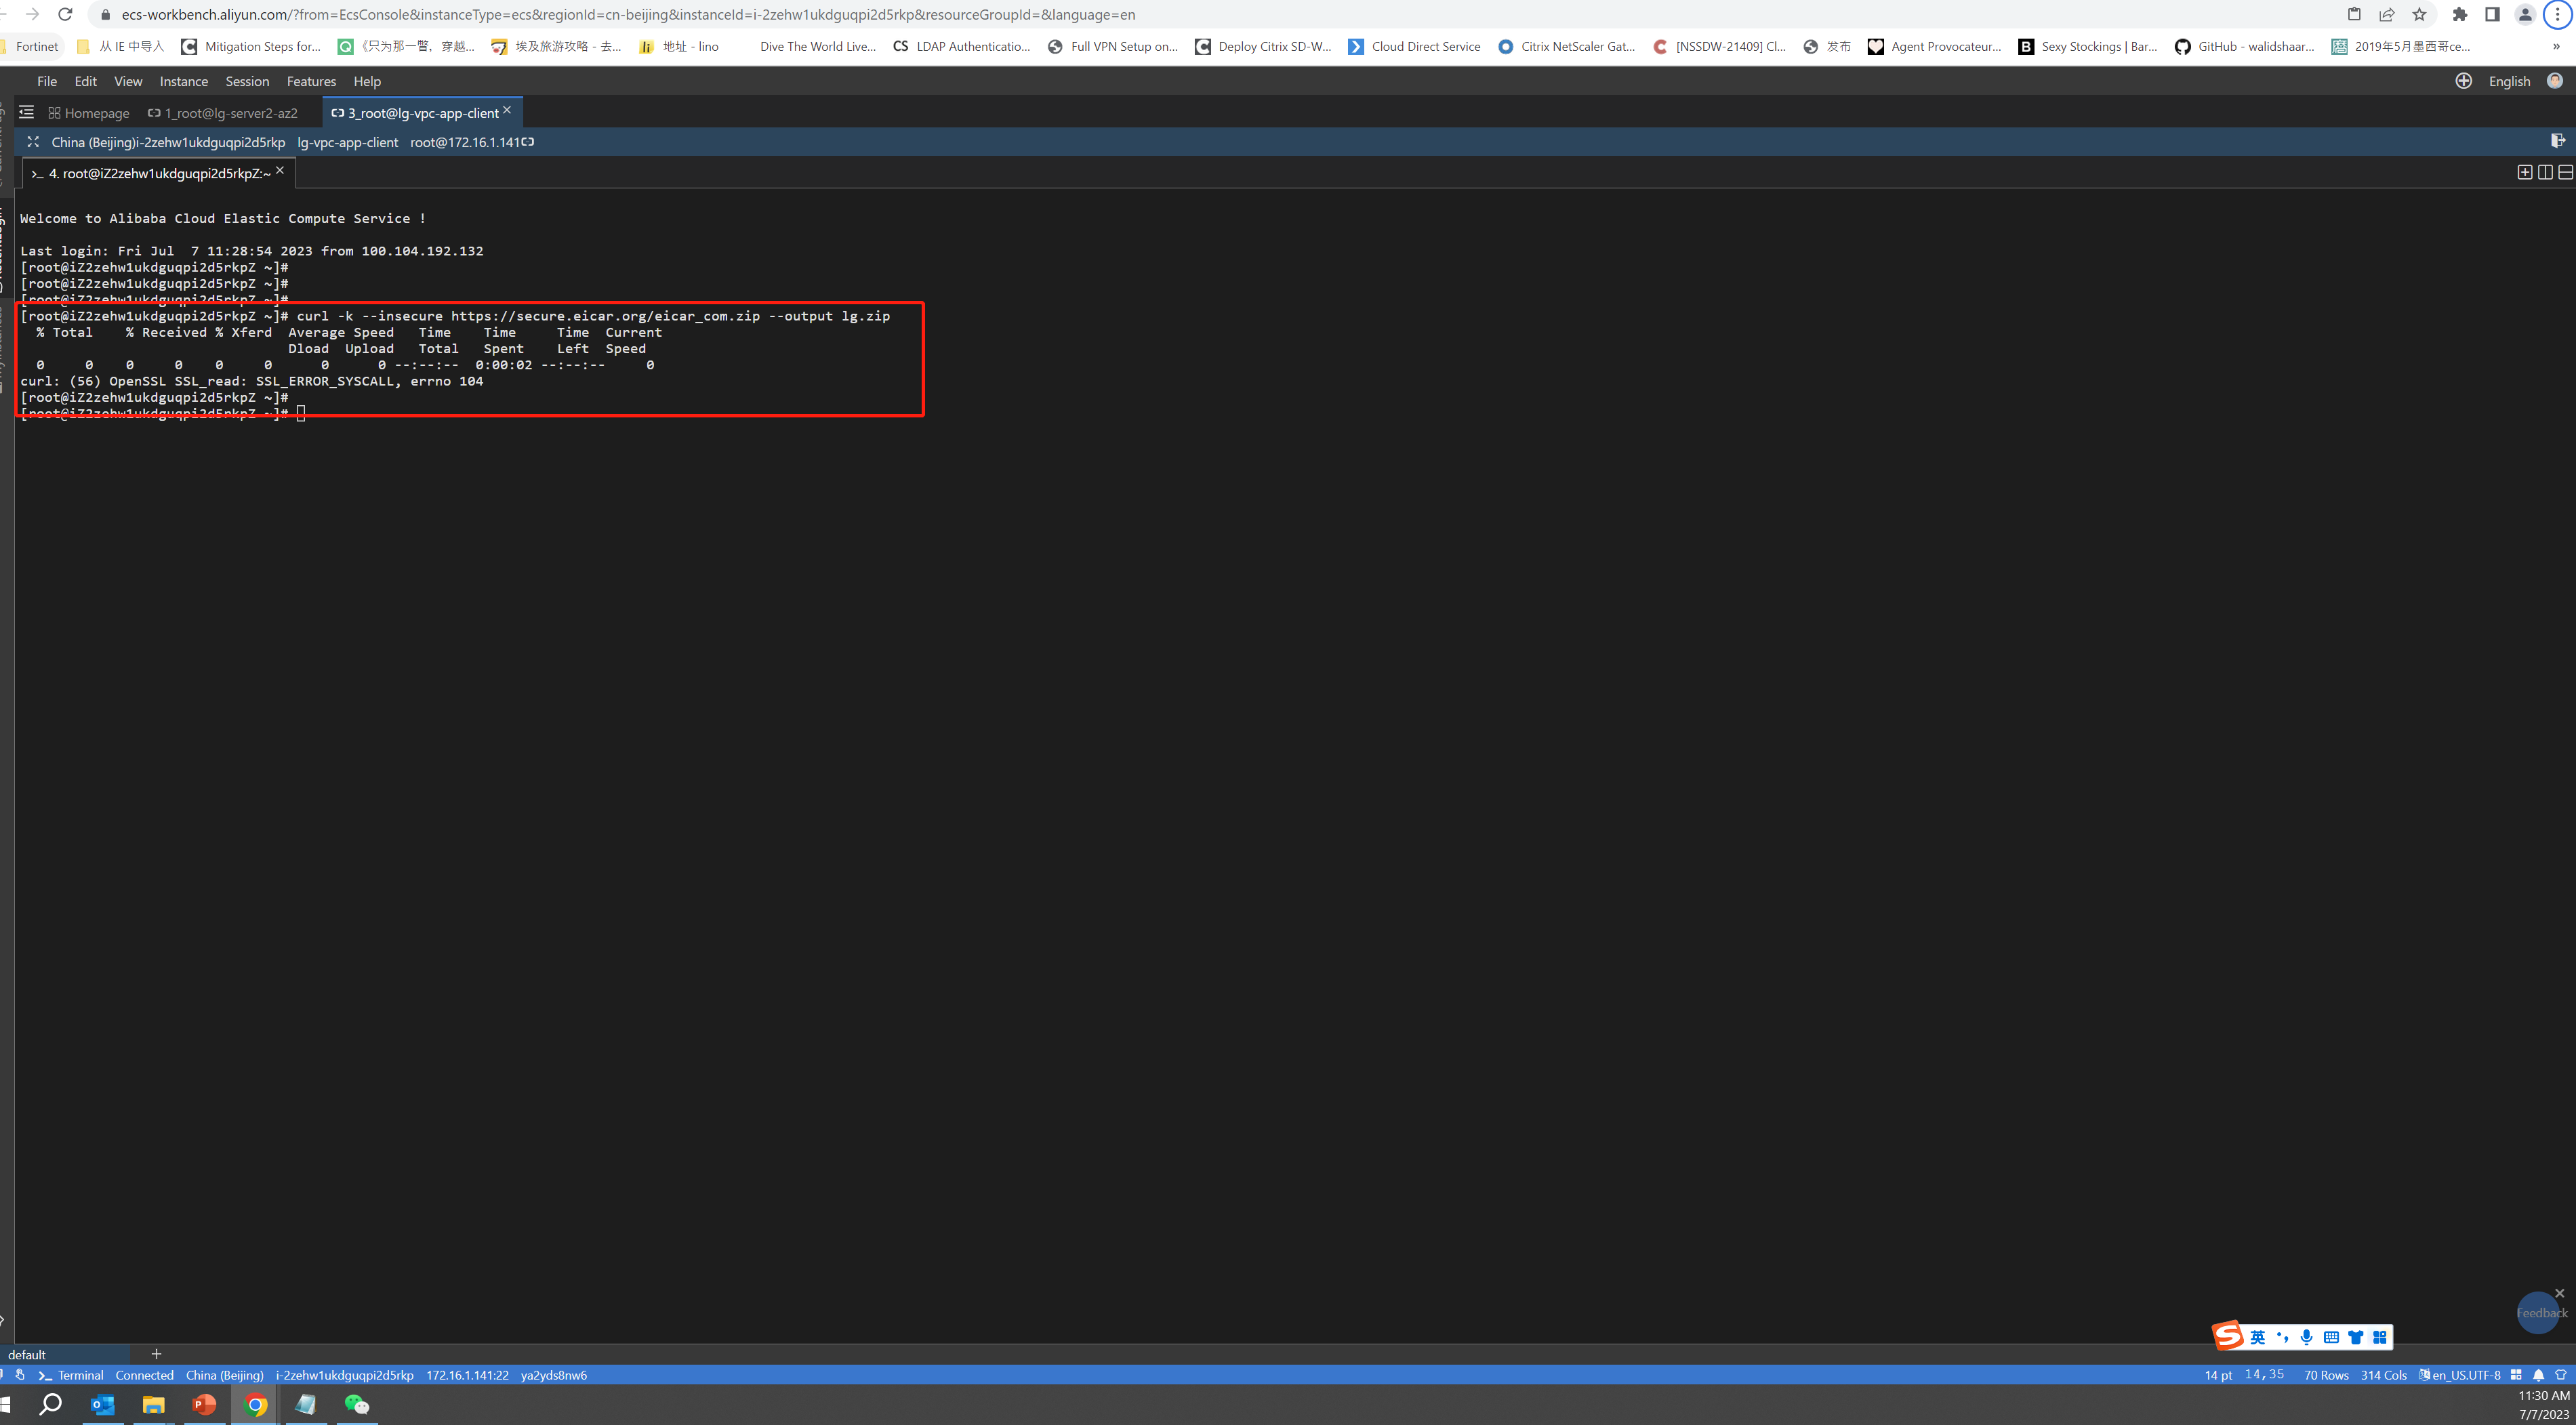 ecs-workbench.aliyun.com/?from=EcsConsole&instanceType=ecs&regionId=cn-beijing&instanceId=i-2zehw1ukdguqpi2d5rkp&resourceGroupId=&language=en
Fortinet 从 IE 中导入 Mitigation Steps for... 《只为那一瞥，穿越... 埃及旅游攻略 - 去... 地址 - lino Dive The World Live... CS LDAP Authenticatio... Full VPN Setup on... Deploy Citrix SD-W... Cloud Direct Service Citrix NetScaler Gat... [NSSDW-21409] Cl... 发布 Agent Provocateur... B Sexy Stockings | Bar... GitHub - walidshaar... 2019年5月墨西哥ce... »
File Edit View Instance Session Features Help English
Homepage 1_root@lg-server2-az2 3_root@lg-vpc-app-client
China (Beijing)i-2zehw1ukdguqpi2d5rkp lg-vpc-app-client root@172.16.1.141
>_ 4. root@iZ2zehw1ukdguqpi2d5rkpZ:~
Welcome to Alibaba Cloud Elastic Compute Service !
Last login: Fri Jul  7 11:28:54 2023 from 100.104.192.132
[root@iZ2zehw1ukdguqpi2d5rkpZ ~]#
[root@iZ2zehw1ukdguqpi2d5rkpZ ~]#
[root@iZ2zehw1ukdguqpi2d5rkpZ ~]#
[root@iZ2zehw1ukdguqpi2d5rkpZ ~]# curl -k --insecure https://secure.eicar.org/eicar_com.zip --output lg.zip
% Total % Received % Xferd Average Speed Time Time Time Current
Dload Upload Total Spent Left Speed
0 0 0 0 0 0 0 0 --:--:-- 0:00:02 --:--:-- 0
curl: (56) OpenSSL SSL_read: SSL_ERROR_SYSCALL, errno 104
[root@iZ2zehw1ukdguqpi2d5rkpZ ~]#
[root@iZ2zehw1ukdguqpi2d5rkpZ ~]#
Feedback
英
default +
Terminal Connected China (Beijing) i-2zehw1ukdguqpi2d5rkp 172.16.1.141:22 ya2yds8nw6 14 pt 14,35 70 Rows 314 Cols en_US.UTF-8
11:30 AM
7/7/2023